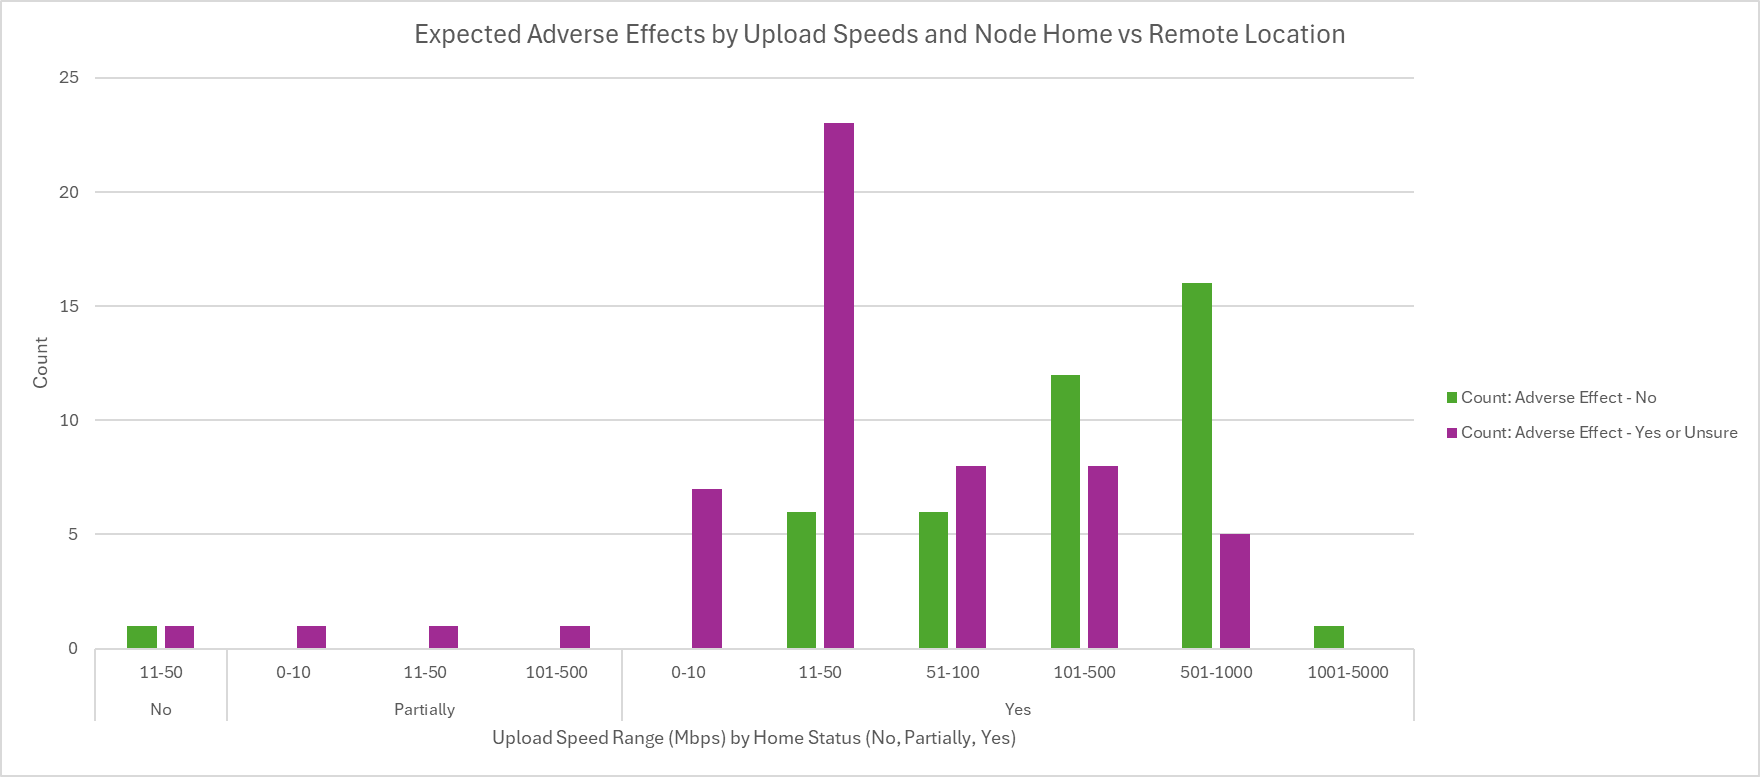 Expected Adverse Effects by Upload Speeds and Node Home vs Remote Location
25
20
15
10
5
0
Count
11-50 0-10 11-50 101-500 0-10 11-50 51-100 101-500 501-1000 1001-5000
No Partially Yes
Upload Speed Range (Mbps) by Home Status (No, Partially, Yes)
Count: Adverse Effect - No
Count: Adverse Effect - Yes or Unsure